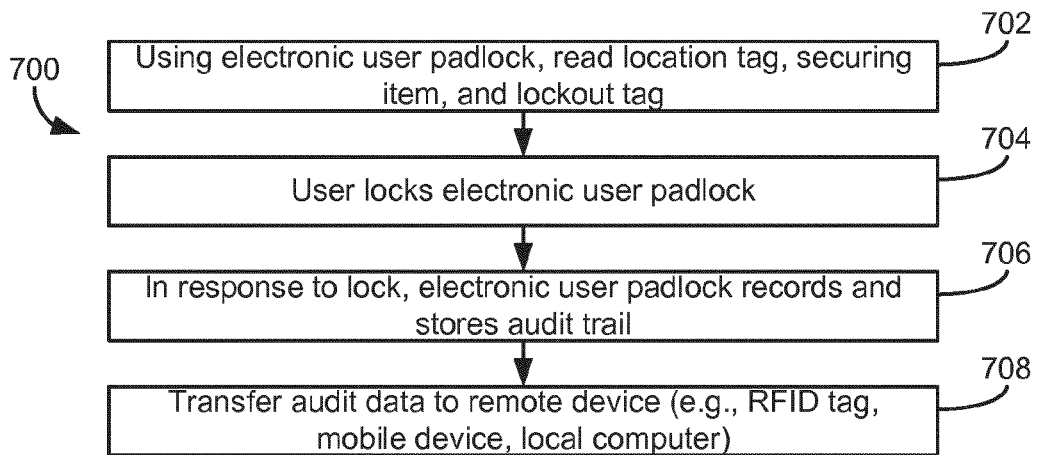 700
702
Using electronic user padlock, read location tag, securing
item, and lockout tag
704
User locks electronic user padlock
706
In response to lock, electronic user padlock records and
stores audit trail
708
Transfer audit data to remote device (e.g., RFID tag,
mobile device, local computer)